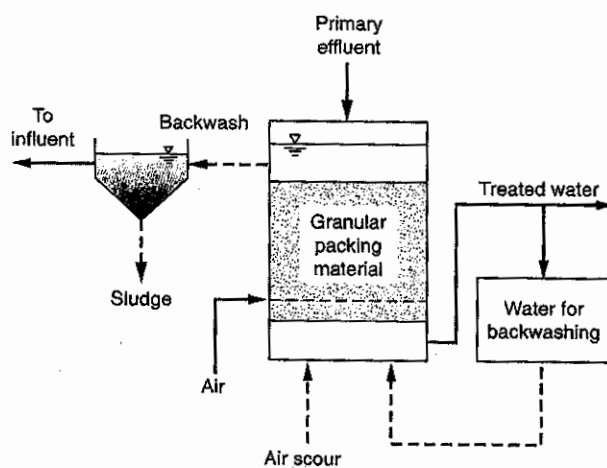 Primary
effluent
To
influent
Backwash
Treated water
Granular
packing
material
Sludge
Water for
backwashing
Air
Air scour